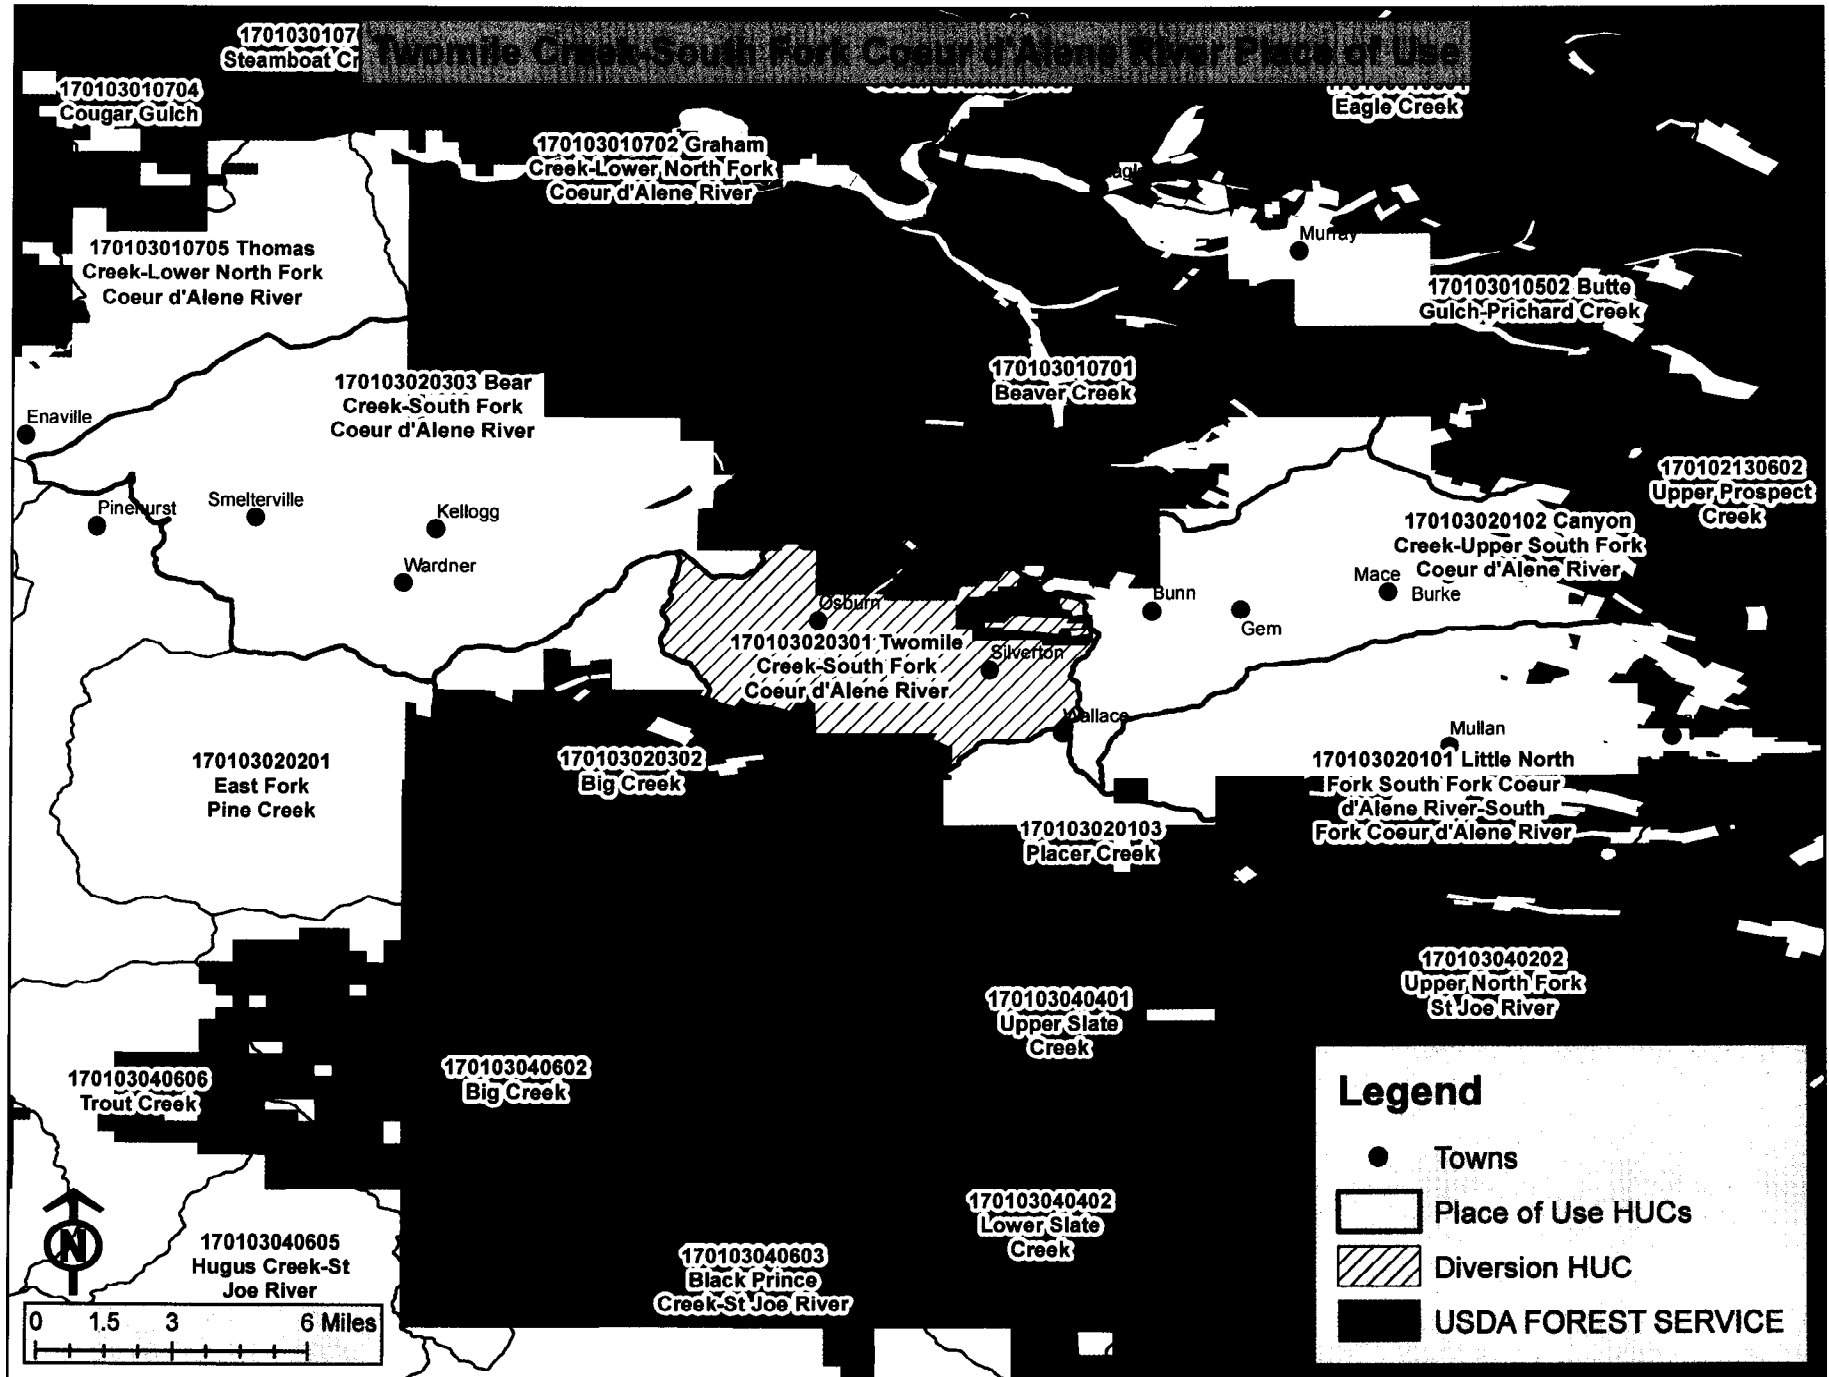 Twomile Creek-South Fork Coeur d'Alene River Place of Use
Steamboat Cr
170103010704
Cougar Gulch
Eagle Creek
170103010702 Graham
Creek-Lower North Fork
Coeur d'Alene River
Murray
170103010705 Thomas
Creek-Lower North Fork
Coeur d'Alene River
170103010502 Butte
Gulch-Prichard Creek
170103010701
Beaver Creek
170103020303 Bear
Creek-South Fork
Coeur d'Alene River
Enaville
170102130602
Upper Prospect
Creek
Pinehurst
Smelterville
Kellogg
170103020102 Canyon
Creek-Upper South Fork
Coeur d'Alene River
Wardner
Mace
Burke
Bunn
Gem
Osburn
170103020301 Twomile
Creek-South Fork
Coeur d'Alene River
Silverton
Wallace
Mullan
170103020201
East Fork
Pine Creek
170103020302
Big Creek
170103020101 Little North
Fork South Fork Coeur
d'Alene River-South
Fork Coeur d'Alene River
170103020103
Placer Creek
170103040202
Upper North Fork
St Joe River
170103040401
Upper Slate
Creek
170103040602
Big Creek
170103040606
Trout Creek
170103040402
Lower Slate
Creek
170103040605
Hugus Creek-St
Joe River
170103040603
Black Prince
Creek-St Joe River
N
0 1.5 3 6 Miles
Legend
Towns
Place of Use HUCs
Diversion HUC
USDA FOREST SERVICE